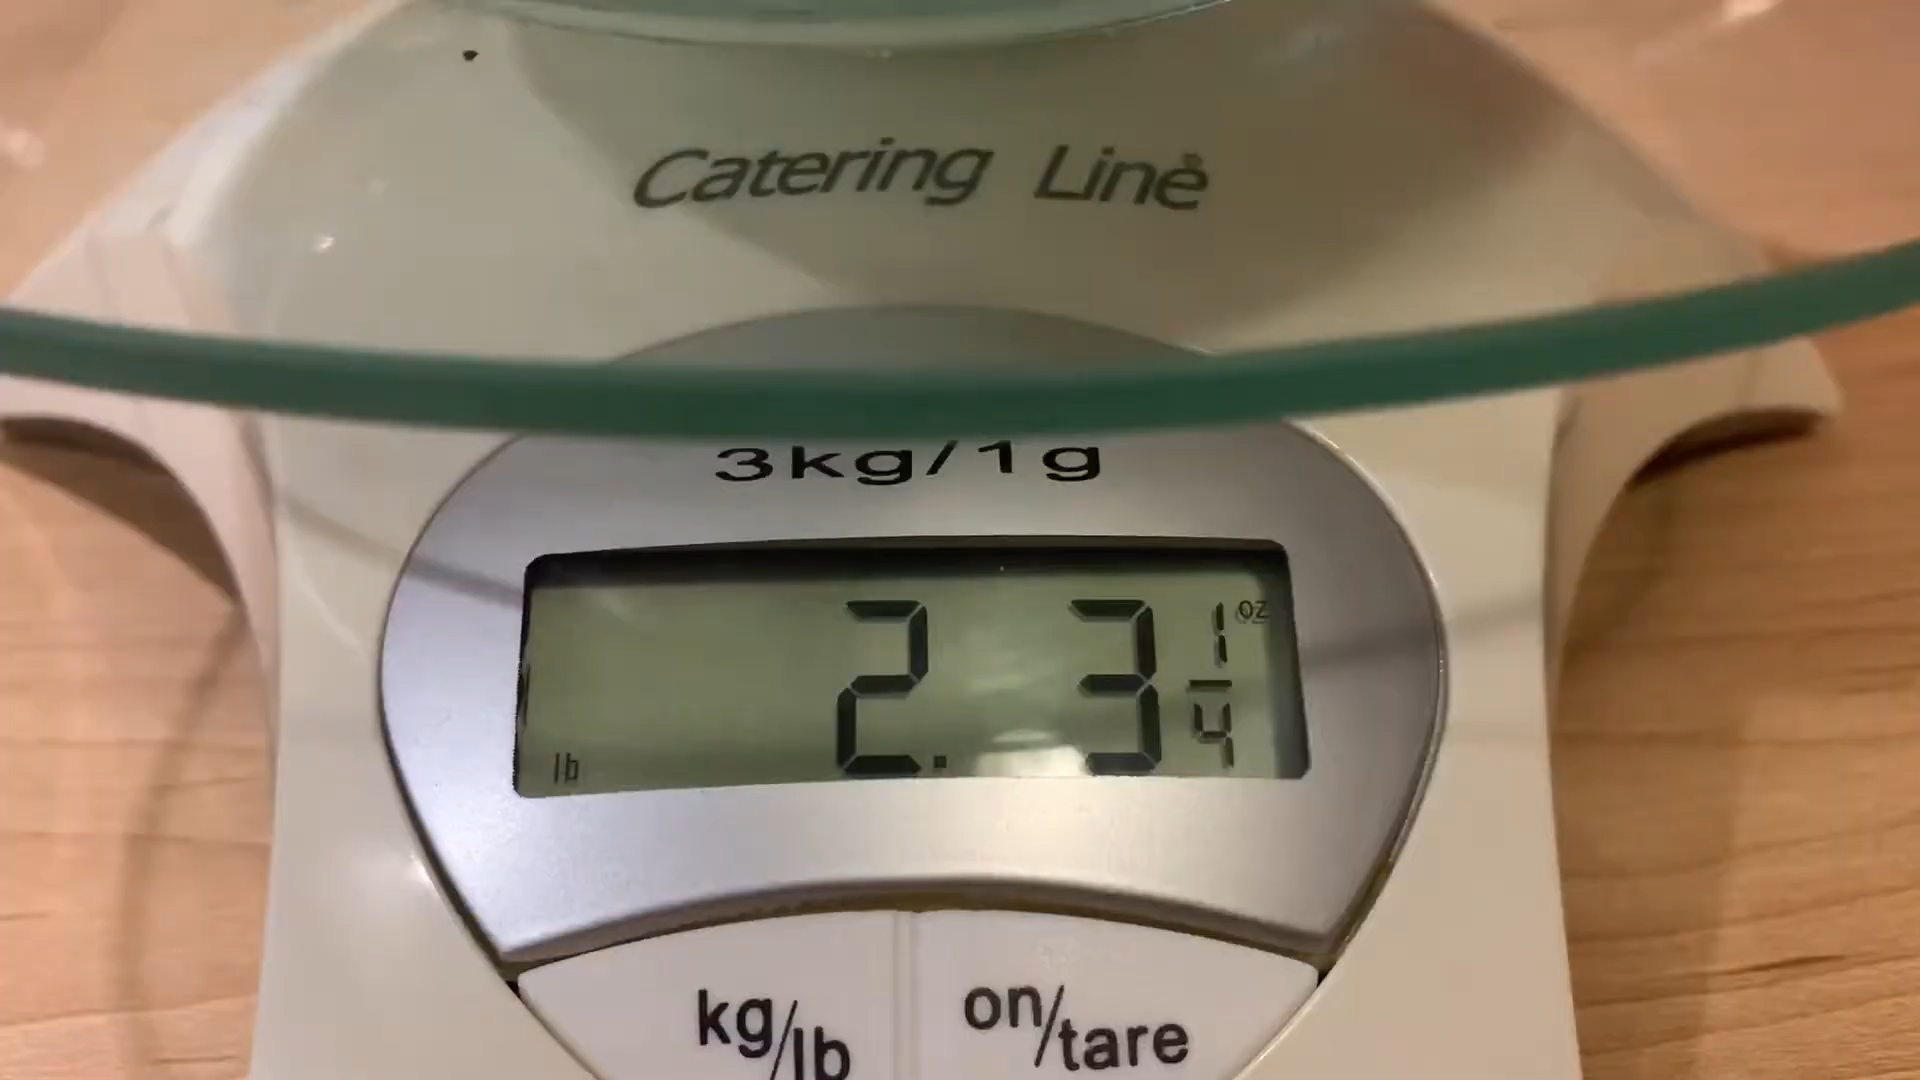 Catering Line
3kg/1g
2. 3 1/4 oz
lb
kg/lb on/tare